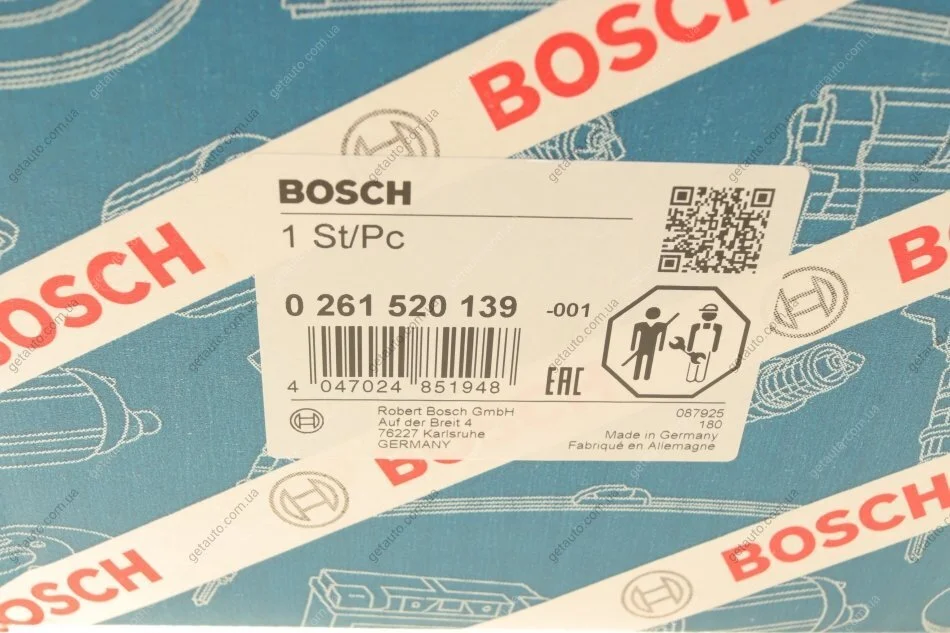 BOSCH
BOSCH
1 St/Pc
0 261 520 139 -001
4 047024 851948
EAC
Robert Bosch GmbH
Auf der Breit 4
76227 Karlsruhe
GERMANY
087925
180
Made in Germany
Fabriqué en Allemagne
BOSCH
BOSCH
BOSCH
getauto.com.ua